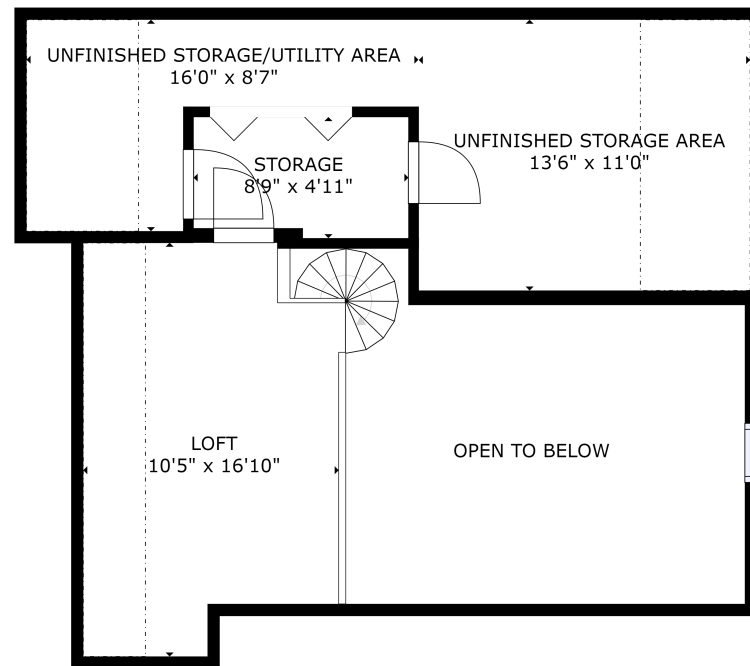 UNFINISHED STORAGE/UTILITY AREA
16'0" x 8'7"
UNFINISHED STORAGE AREA
13'6" x 11'0"
STORAGE
8'9" x 4'11"
LOFT
10'5" x 16'10"
OPEN TO BELOW